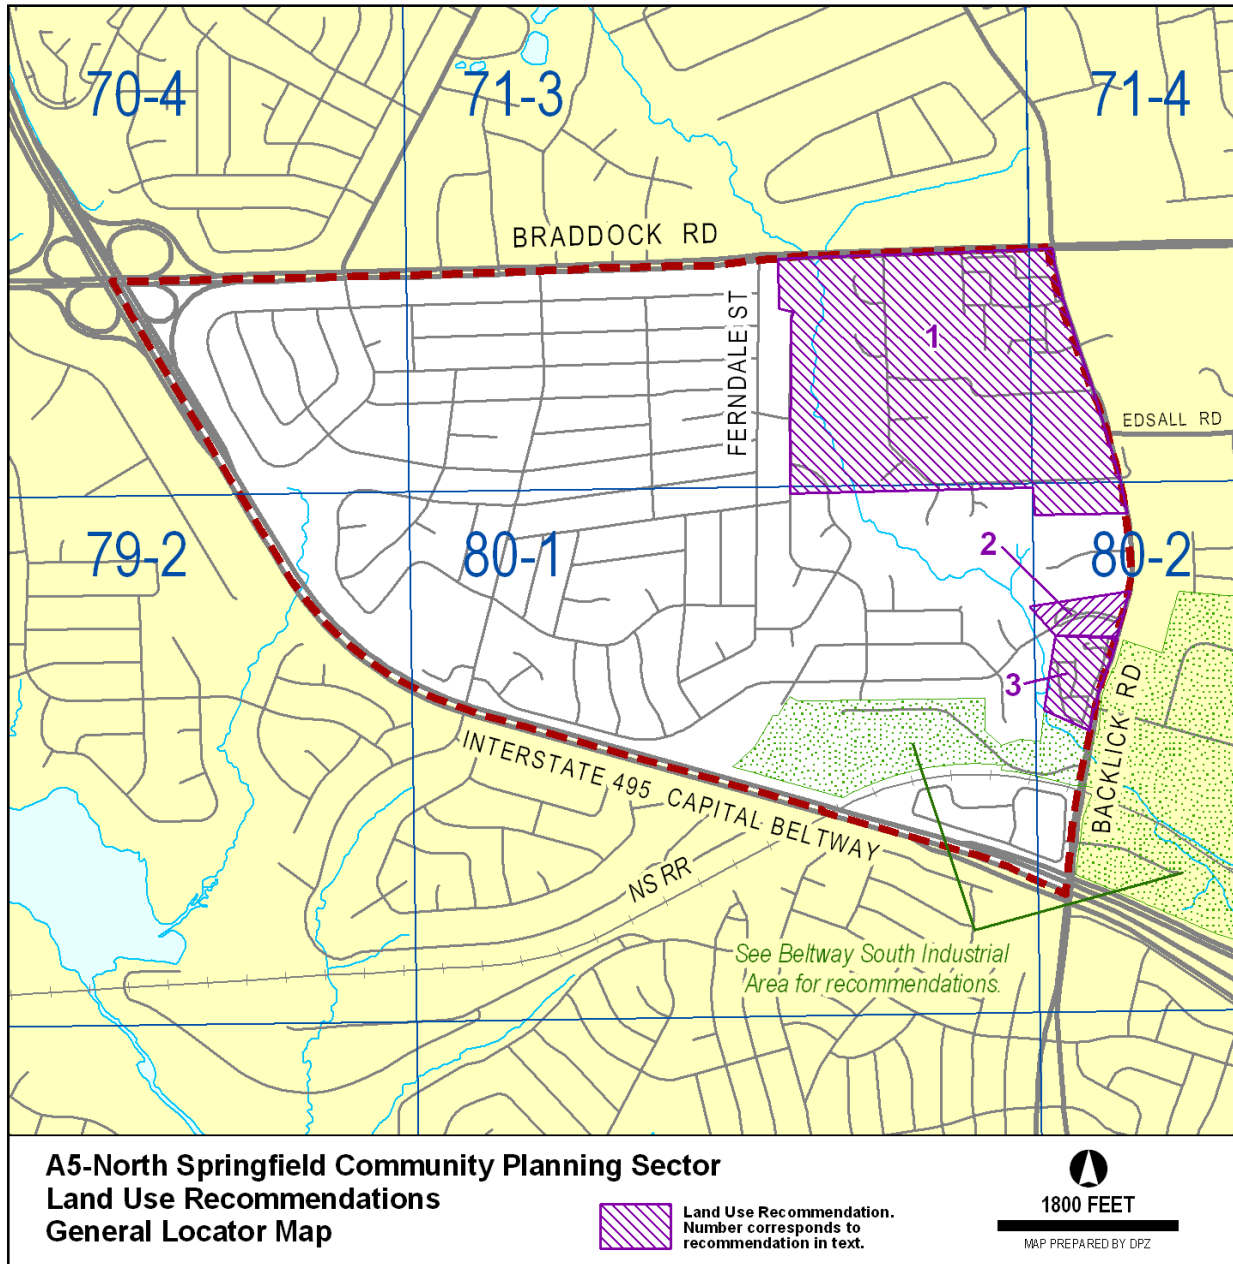 70-4
71-3
71-4
BRADDOCK RD
FERNDALE ST
1
EDSALL RD
79-2
80-1
2
80-2
3
BACKLICK RD
INTERSTATE 495 CAPITAL BELTWAY
NS RR
See Beltway South Industrial
Area for recommendations.
A5-North Springfield Community Planning Sector
Land Use Recommendations
General Locator Map
Land Use Recommendation.
Number corresponds to
recommendation in text.
1800 FEET
MAP PREPARED BY DPZ